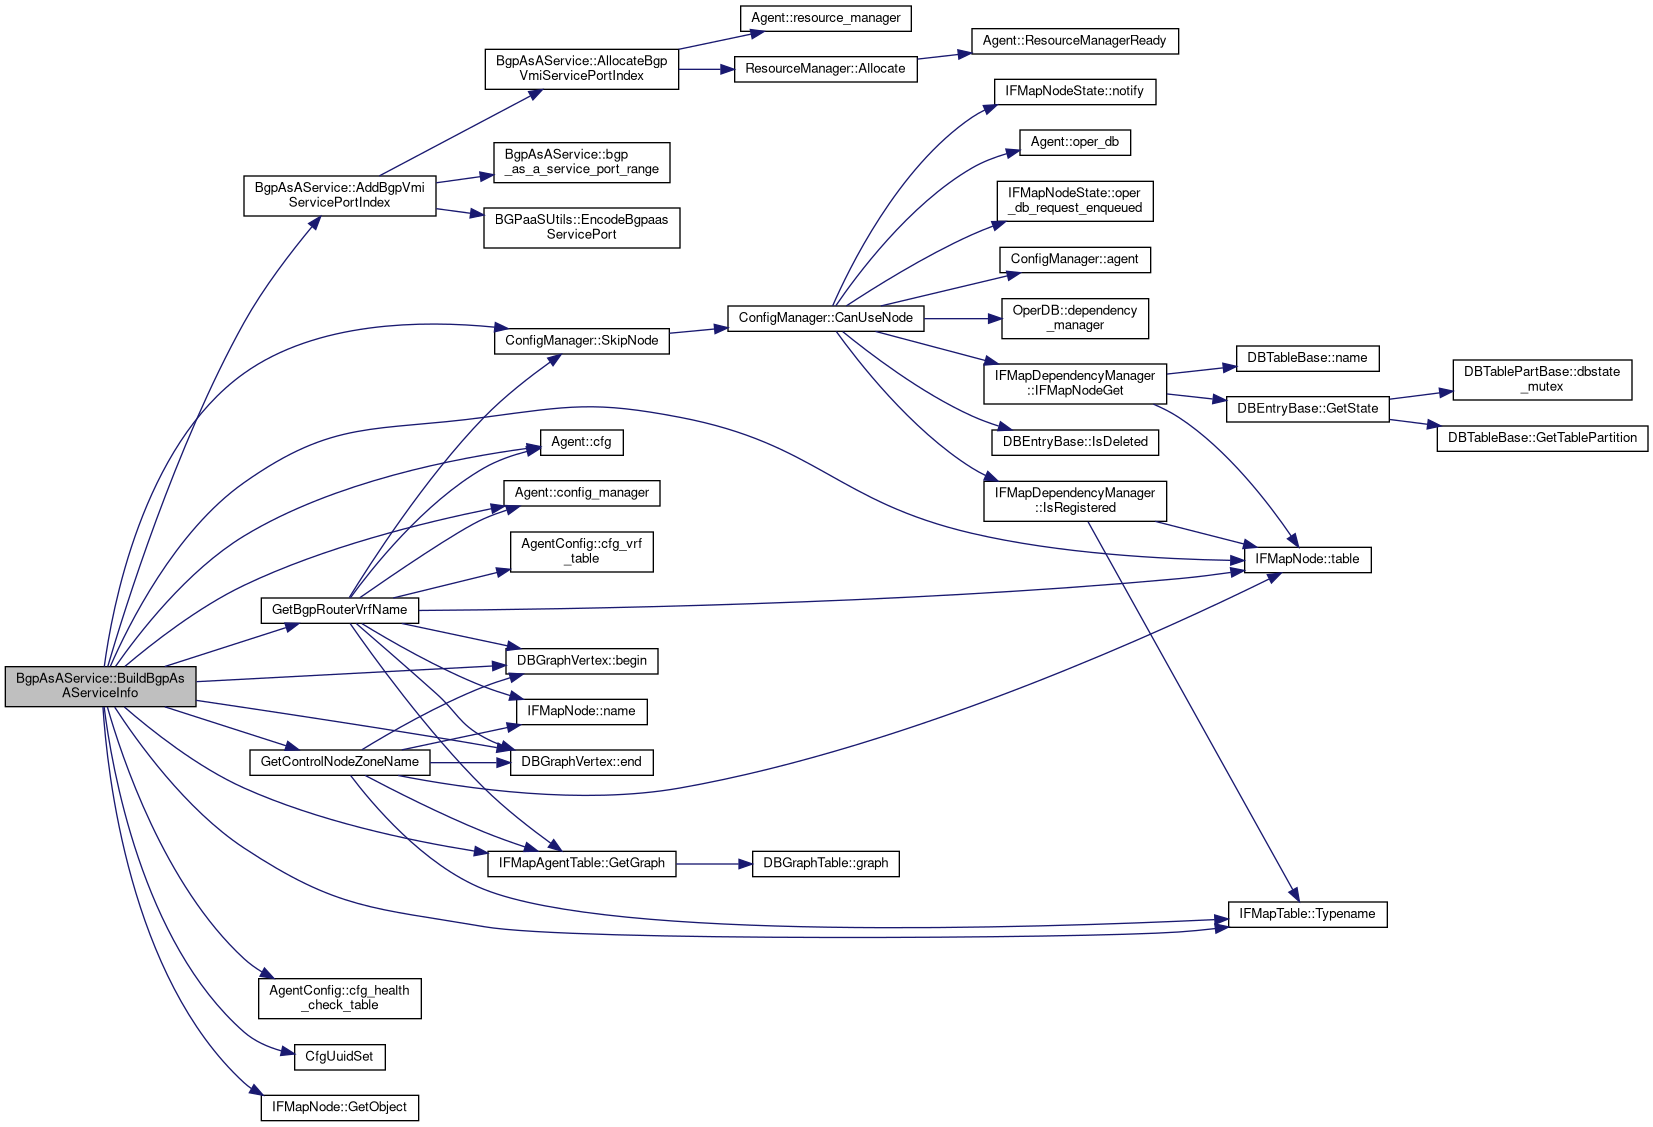 Agent::resource_manager
Agent::ResourceManagerReady
BgpAsAService::AllocateBgp
VmiServicePortIndex
ResourceManager::Allocate
IFMapNodeState::notify
Agent::oper_db
BgpAsAService::bgp
_as_a_service_port_range
BgpAsAService::AddBgpVmi
ServicePortIndex
IFMapNodeState::oper
_db_request_enqueued
BGPaaSUtils::EncodeBgpaas
ServicePort
ConfigManager::agent
ConfigManager::CanUseNode
OperDB::dependency
_manager
ConfigManager::SkipNode
DBTableBase::name
IFMapDependencyManager
::IFMapNodeGet
DBTablePartBase::dbstate
_mutex
DBEntryBase::GetState
DBTableBase::GetTablePartition
Agent::cfg
DBEntryBase::IsDeleted
Agent::config_manager
IFMapDependencyManager
::IsRegistered
AgentConfig::cfg_vrf
_table
IFMapNode::table
GetBgpRouterVrfName
DBGraphVertex::begin
BgpAsAService::BuildBgpAs
AServiceInfo
IFMapNode::name
GetControlNodeZoneName
DBGraphVertex::end
IFMapAgentTable::GetGraph
DBGraphTable::graph
IFMapTable::Typename
AgentConfig::cfg_health
_check_table
CfgUuidSet
IFMapNode::GetObject